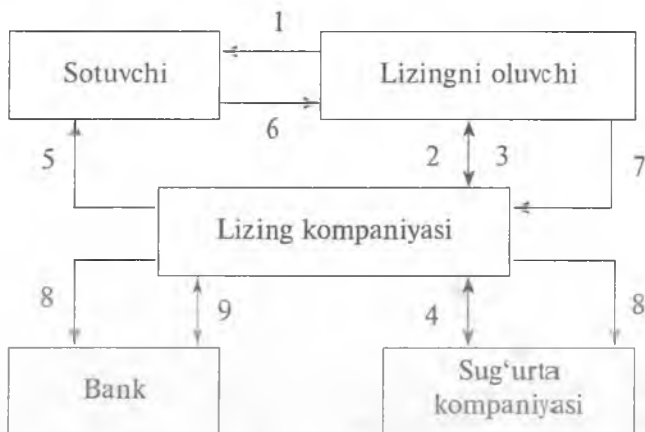 1
Sotuvchi
Lizingni oluvchi
6
5
2
3
7
Lizing kompaniyasi
8
9
4
8
Bank
Sug‘urta
kompaniyasi